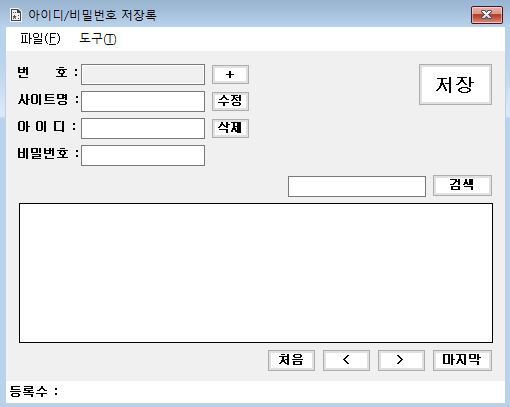 아이디/비밀번호 저장록
파일(F) 도구(T)
번 호 : +
저장
사이트명 : 수정
아 이 디 : 삭제
비밀번호 :
검색
처음 < > 마지막
등록수 :